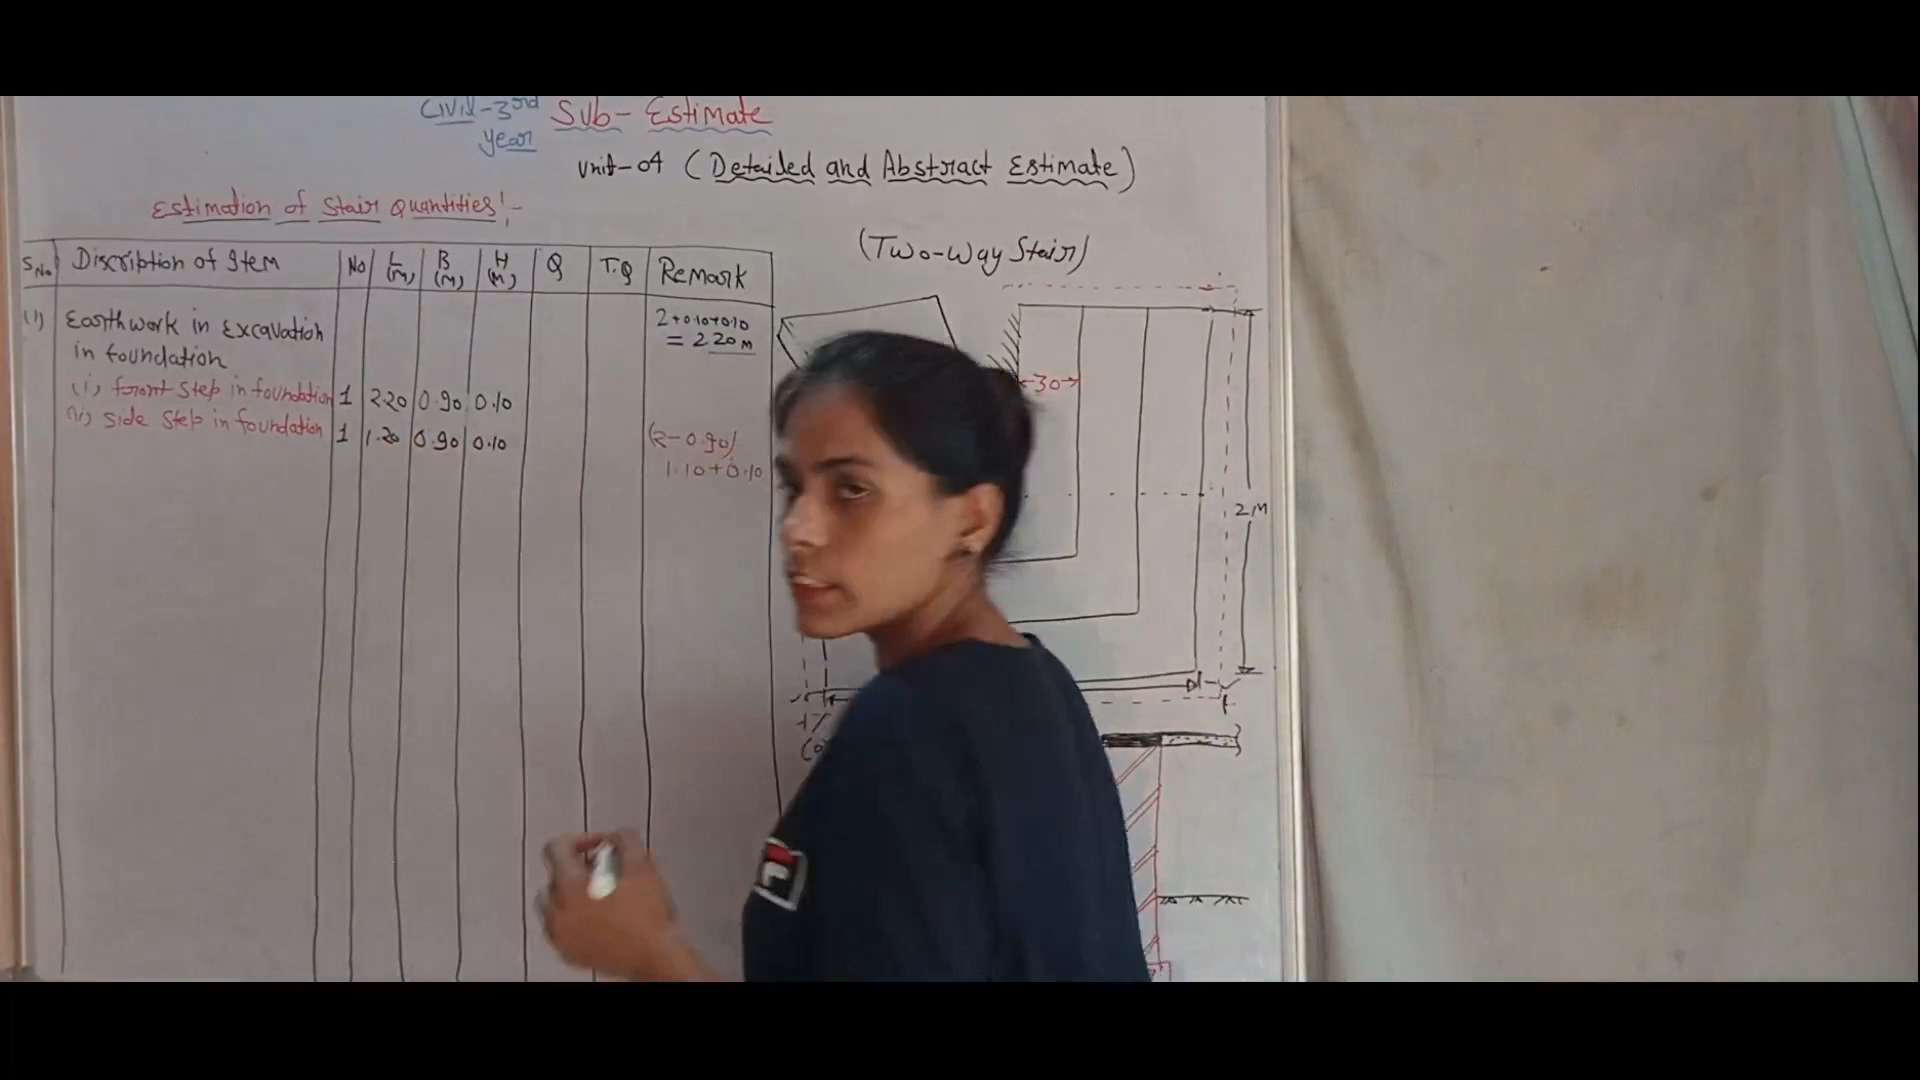 Civil-3rd Sub- Estimate
year
Unit-04 (Detailed and Abstract Estimate)
Estimation of Stair Quantities:-
S.No Discription of Item No L (M) B (M) H (M) Q T.Q Remark
(1) Earthwork in Excavation
in foundation
2+0.10+0.10
= 2.20 M
(i) front Step in foundation 1 2.20 0.90 0.10
(ii) Side Step in foundation 1 1.20 0.90 0.10 (2-0.90)
1.10+0.10
(Two-Way Stair)
30
2M